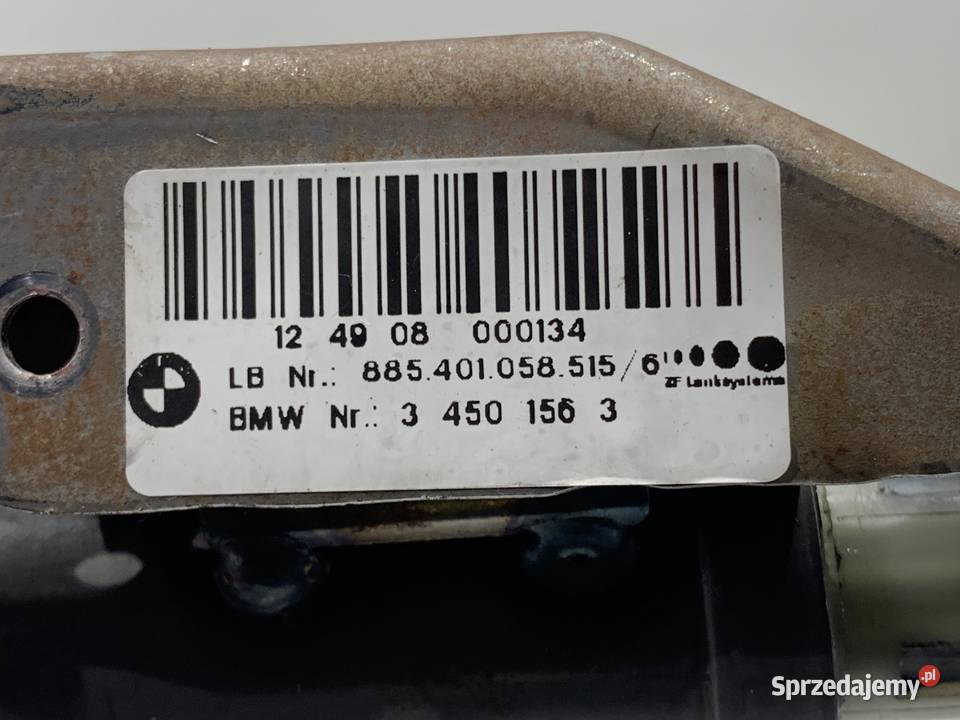 12 49 08 000134
LB Nr.: 885.401.058.515/6
ZF Lenksysteme
BMW Nr.: 3 450 156 3
Sprzedajemy.pl